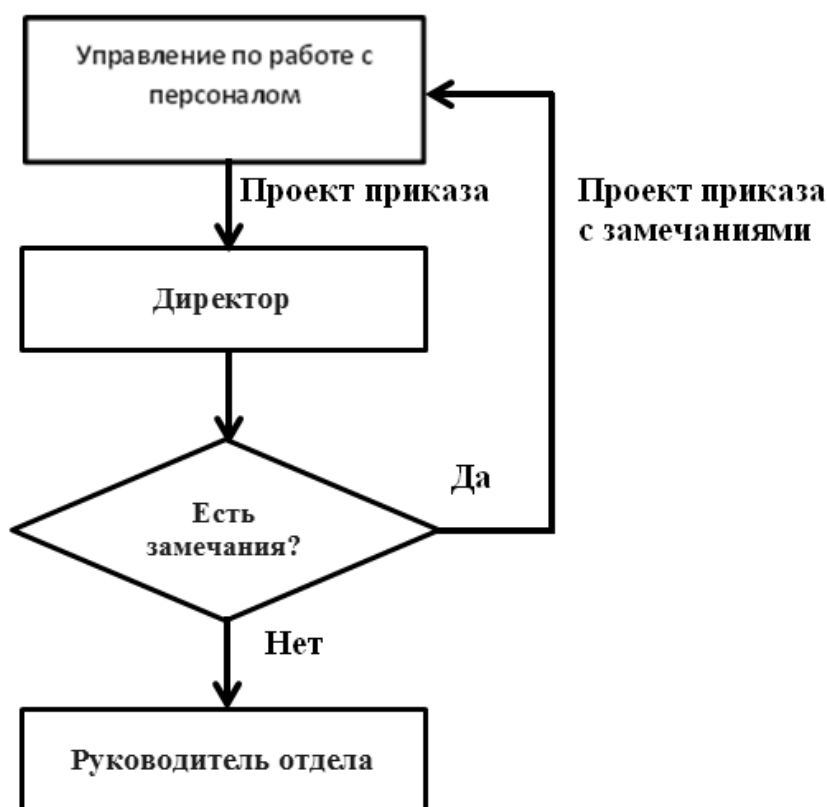 Управление по работе с
персоналом
Проект приказа
Проект приказа
с замечаниями
Директор
Да
Есть
замечания?
Нет
Руководитель отдела